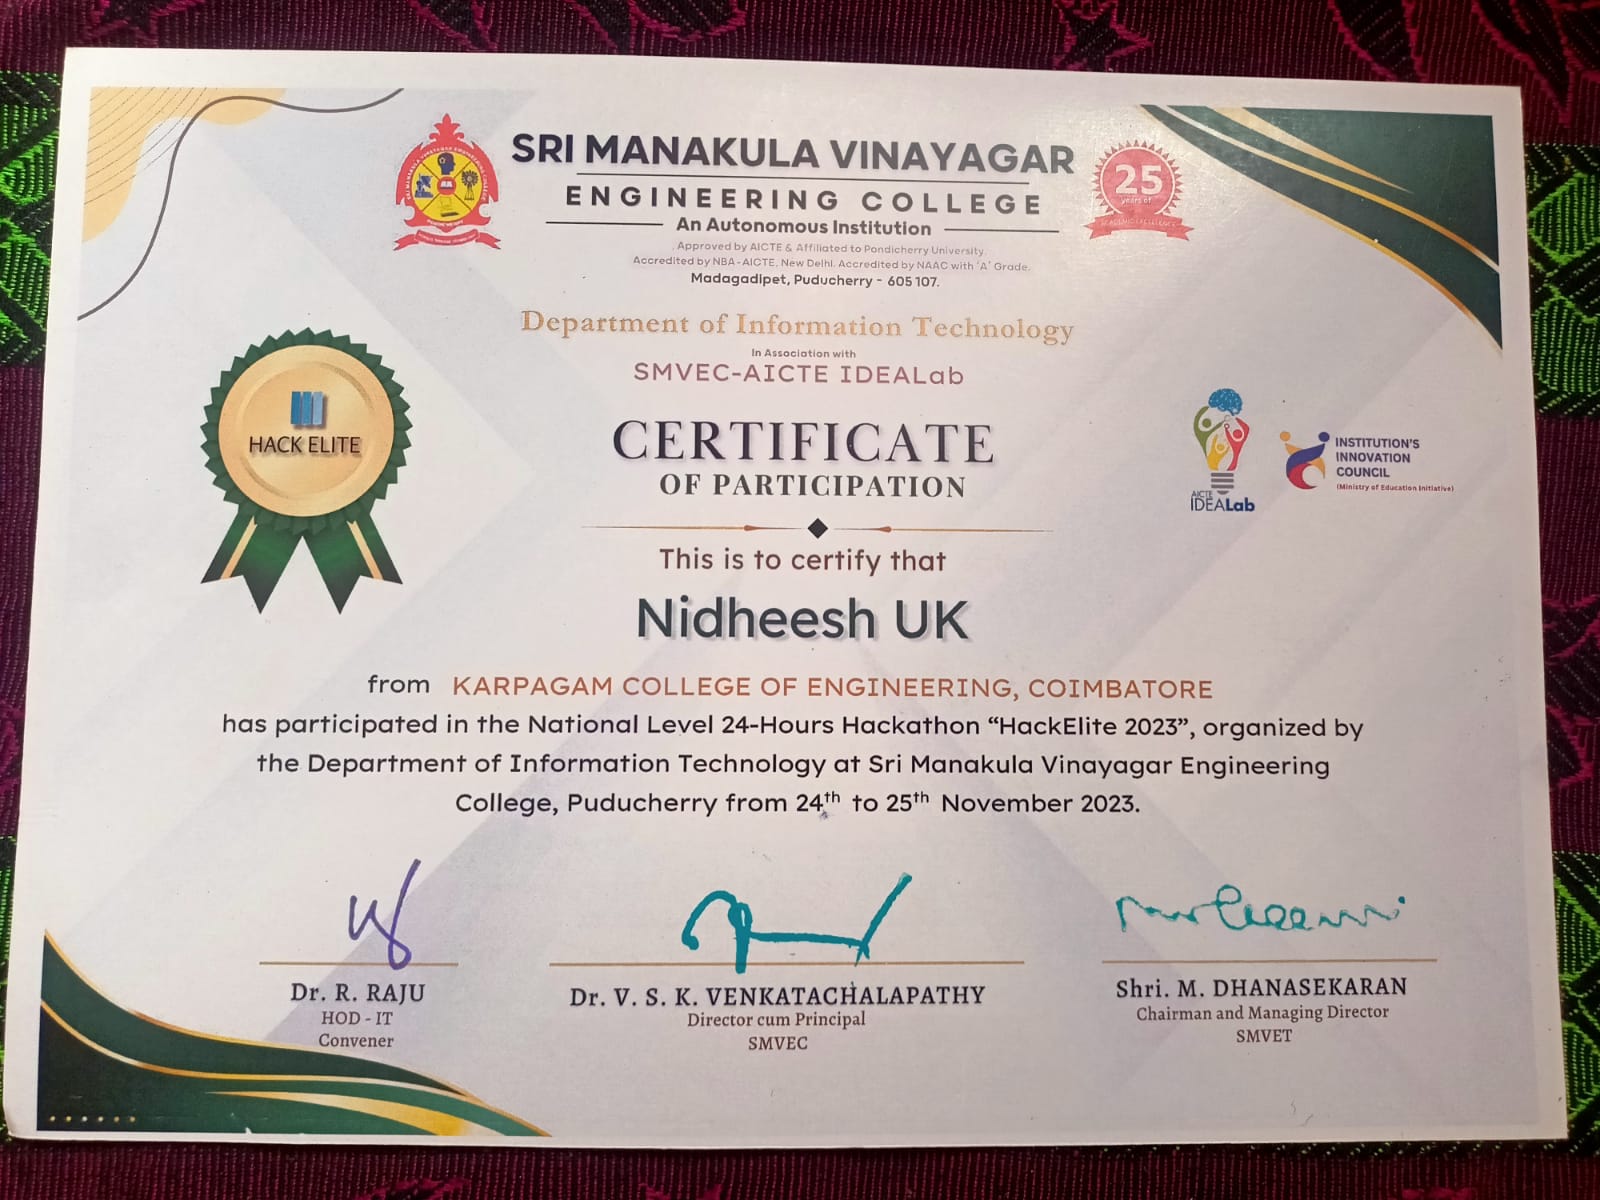 SRI MANAKULA VINAYAGAR
ENGINEERING COLLEGE
An Autonomous Institution
Approved by AICTE & Affiliated to Pondicherry University.
Accredited by NBA-AICTE, New Delhi. Accredited by NAAC with 'A' Grade.
Madagadipet, Puducherry - 605 107.
25
years of
ACADEMIC EXCELLENCE
Department of Information Technology
In Association with
SMVEC-AICTE IDEALab
HACK ELITE
CERTIFICATE
OF PARTICIPATION
AICTE
IDEALab
INSTITUTION'S
INNOVATION
COUNCIL
(Ministry of Education Initiative)
This is to certify that
Nidheesh UK
from KARPAGAM COLLEGE OF ENGINEERING, COIMBATORE
has participated in the National Level 24-Hours Hackathon “HackElite 2023”, organized by
the Department of Information Technology at Sri Manakula Vinayagar Engineering
College, Puducherry from 24th to 25th November 2023.
Dr. R. RAJU
HOD - IT
Convener
Dr. V. S. K. VENKATACHALAPATHY
Director cum Principal
SMVEC
Shri. M. DHANASEKARAN
Chairman and Managing Director
SMVET